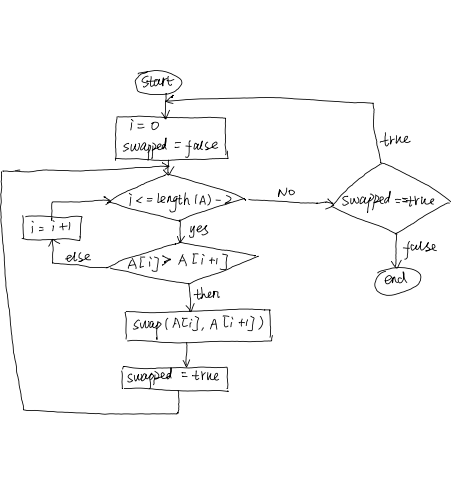 start
i = 0
swapped = false
true
i <= length(A) - 2
No
swapped == true
i = i+1
yes
else
A[i] > A[i+1]
false
then
end
swap(A[i], A[i+1])
swapped = true